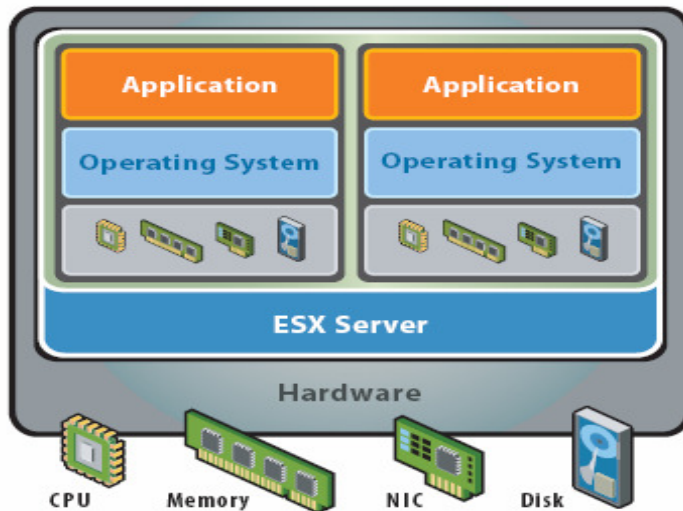 Application Application
Operating System Operating System
ESX Server
Hardware
CPU Memory NIC Disk